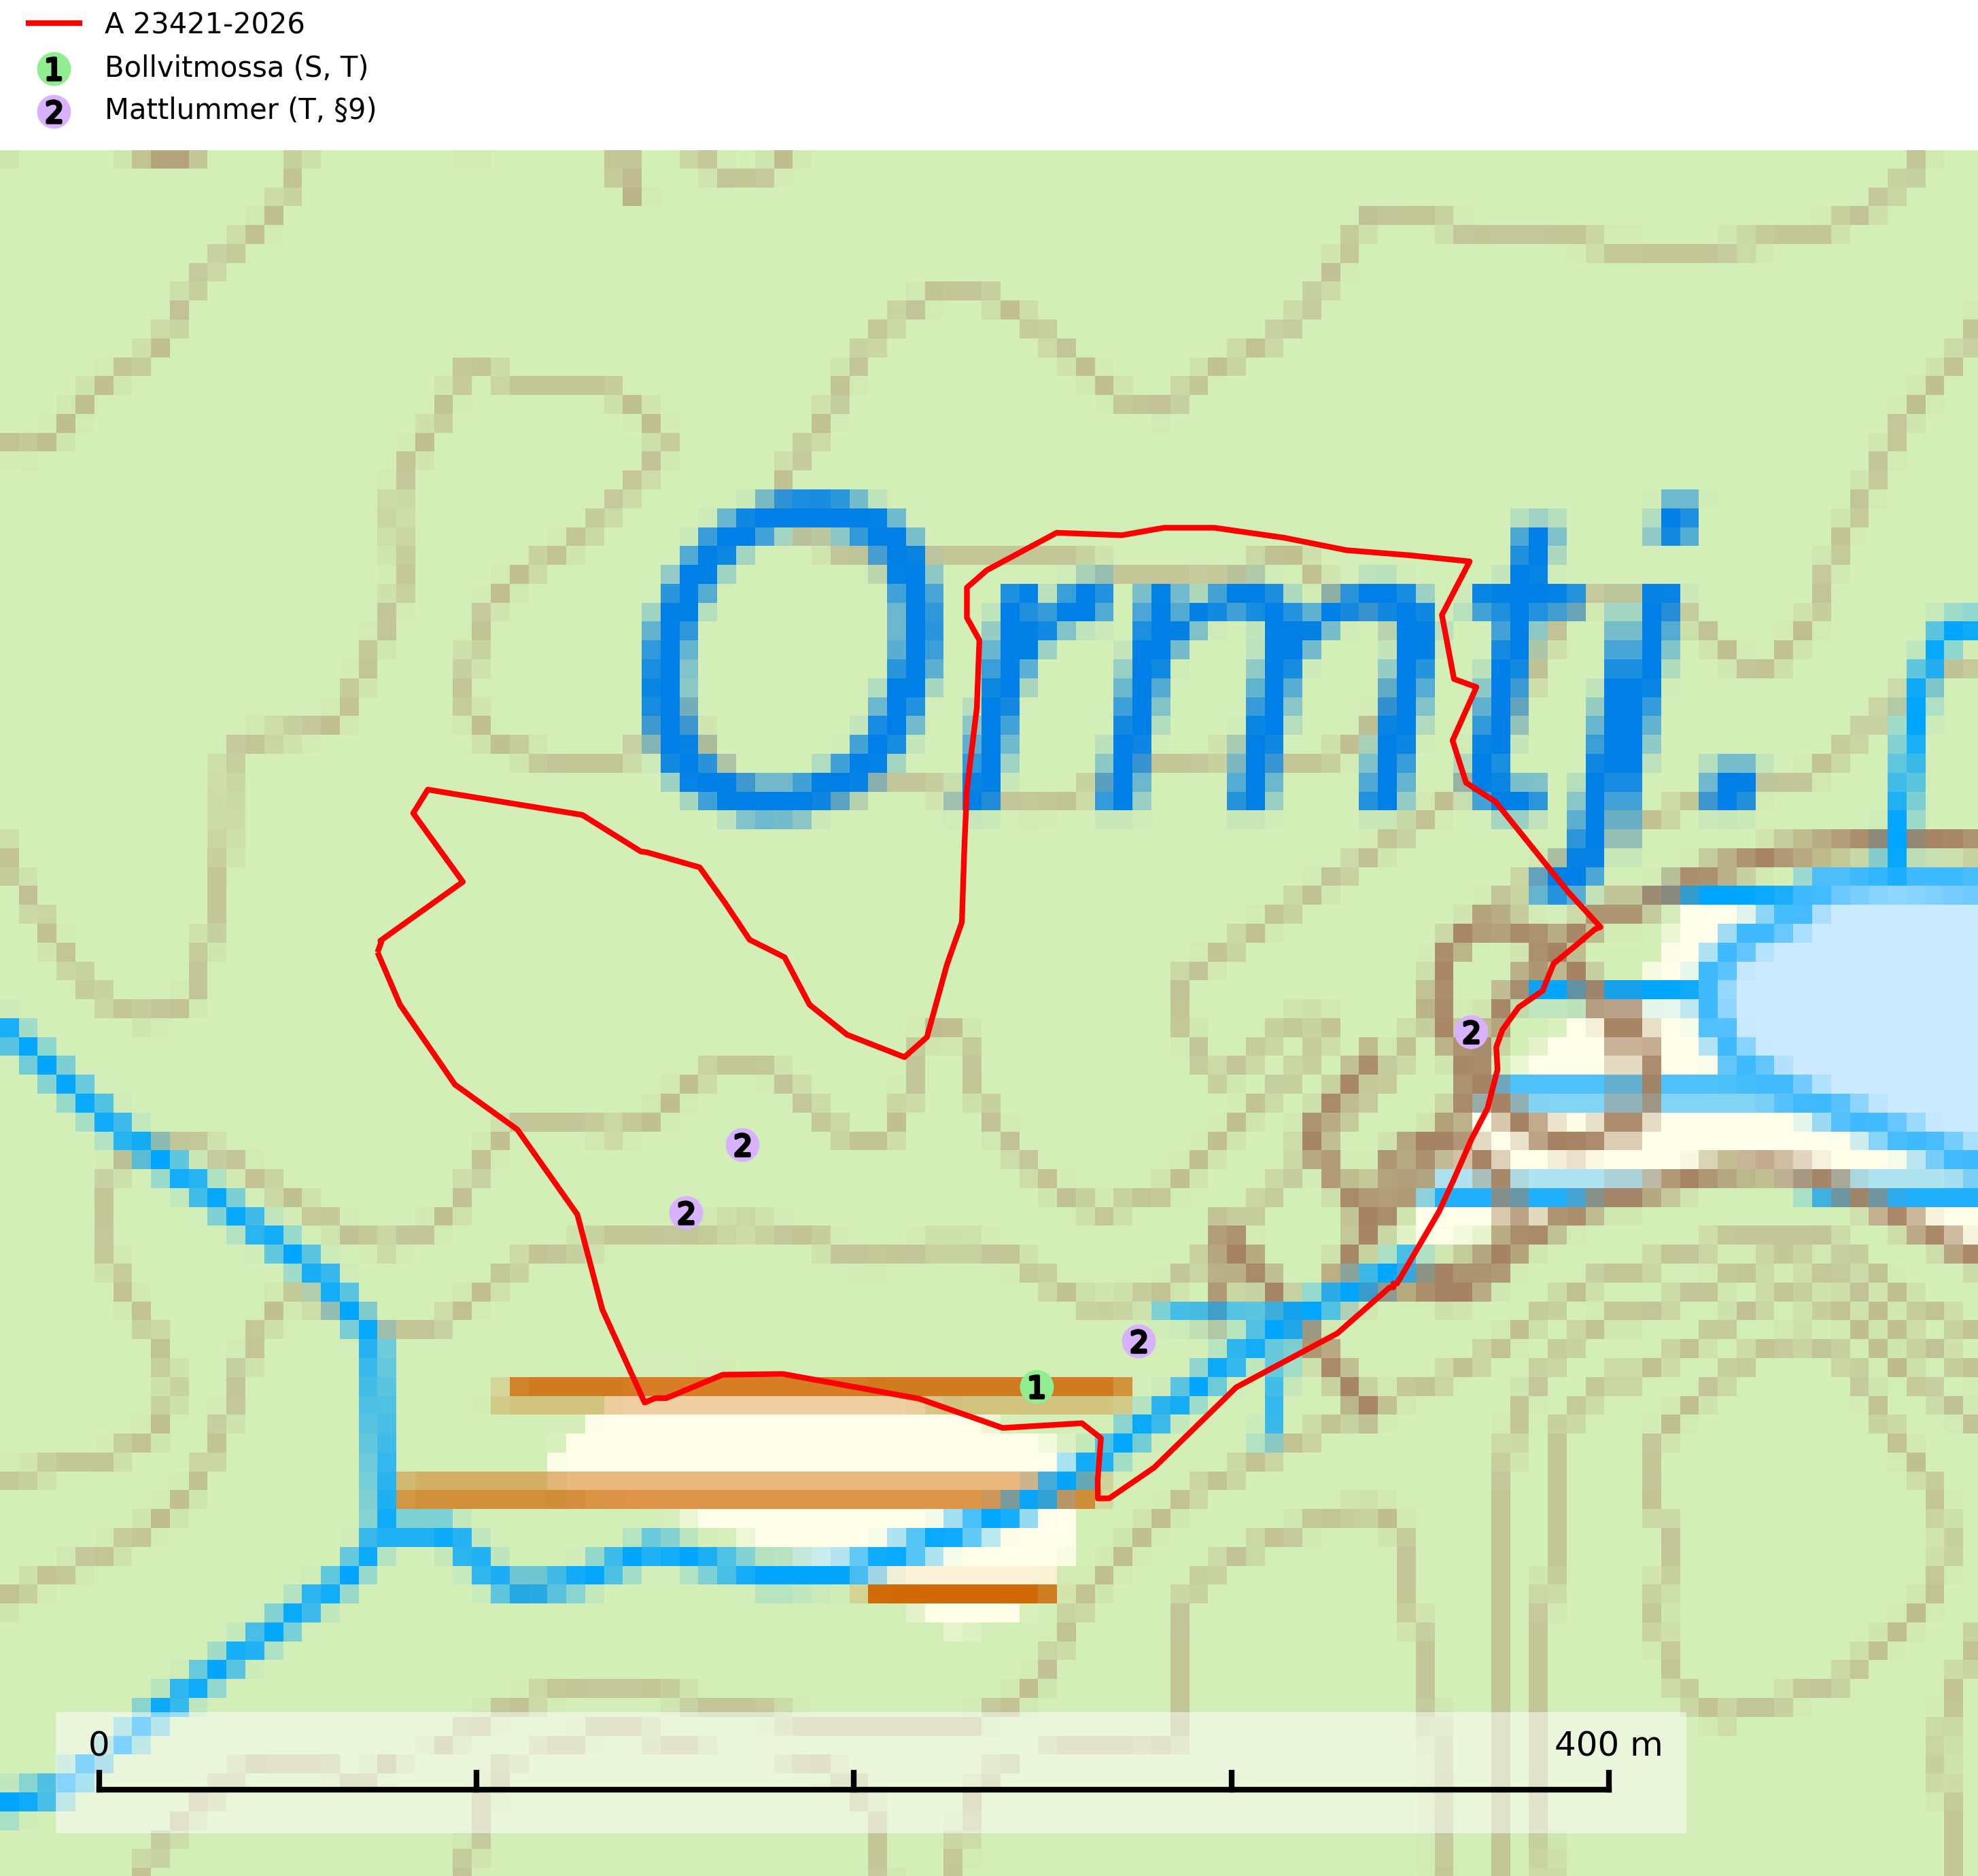 A 23421-2026
1 Bollvitmossa (S, T)
2 Mattlummer (T, §9)
Ormtj.
2
2
2
2
1
0 400 m